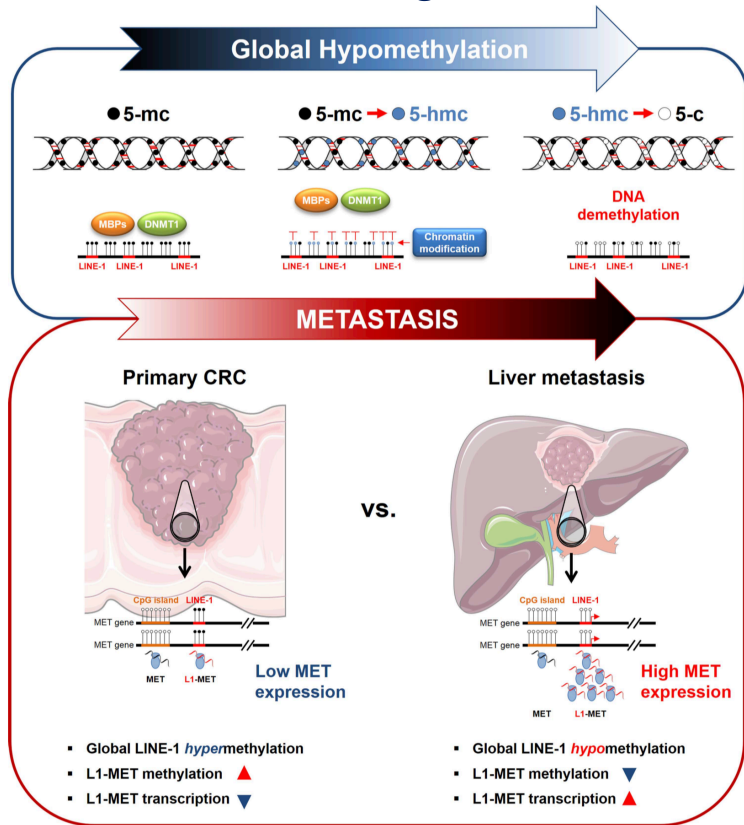 Global Hypomethylation
5-mc
5-mc 5-hmc
5-hmc 5-c
MBPs DNMT1
LINE-1 LINE-1 LINE-1
MBPs DNMT1
Chromatin
modification
LINE-1 LINE-1 LINE-1
DNA
demethylation
LINE-1 LINE-1 LINE-1
METASTASIS
Primary CRC
Liver metastasis
vs.
CpG island LINE-1
MET gene
MET gene
MET L1-MET
Low MET
expression
CpG island LINE-1
MET gene
MET gene
MET L1-MET
High MET
expression
▪ Global LINE-1 hypermethylation
▪ L1-MET methylation
▪ L1-MET transcription
▪ Global LINE-1 hypomethylation
▪ L1-MET methylation
▪ L1-MET transcription